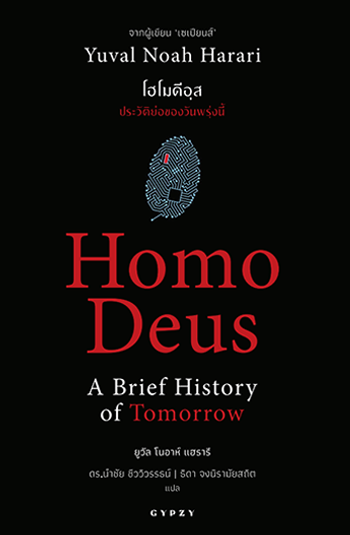 จากผู้เขียน 'เซเปียนส์'
Yuval Noah Harari
โฮโมดีอุส
ประวัติย่อของวันพรุ่งนี้
Homo
Deus
A Brief History
of Tomorrow
ยูวัล โนอาห์ แฮรารี
ดร.นำชัย ชีววิวรรธน์ | ธิดา จงนิรามัยสถิต
แปล
GYPZY